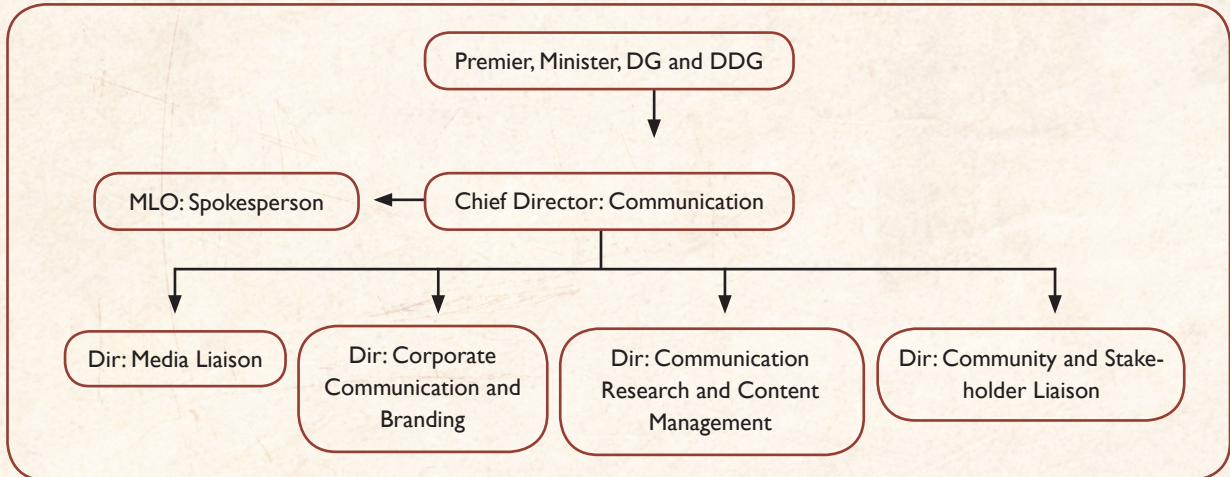 Premier, Minister, DG and DDG
MLO: Spokesperson
Chief Director: Communication
Dir: Media Liaison
Dir: Corporate
Communication and
Branding
Dir: Communication
Research and Content
Management
Dir: Community and Stake-
holder Liaison